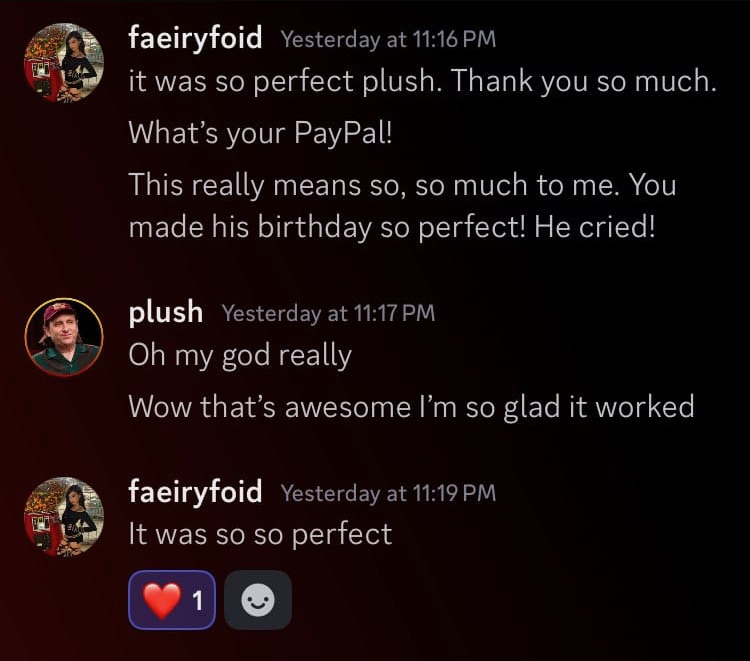 faeiryfoid Yesterday at 11:16 PM
it was so perfect plush. Thank you so much.
What's your PayPal!
This really means so, so much to me. You
made his birthday so perfect! He cried!
plush Yesterday at 11:17 PM
Oh my god really
Wow that's awesome I'm so glad it worked
faeiryfoid Yesterday at 11:19 PM
It was so so perfect
❤️ 1